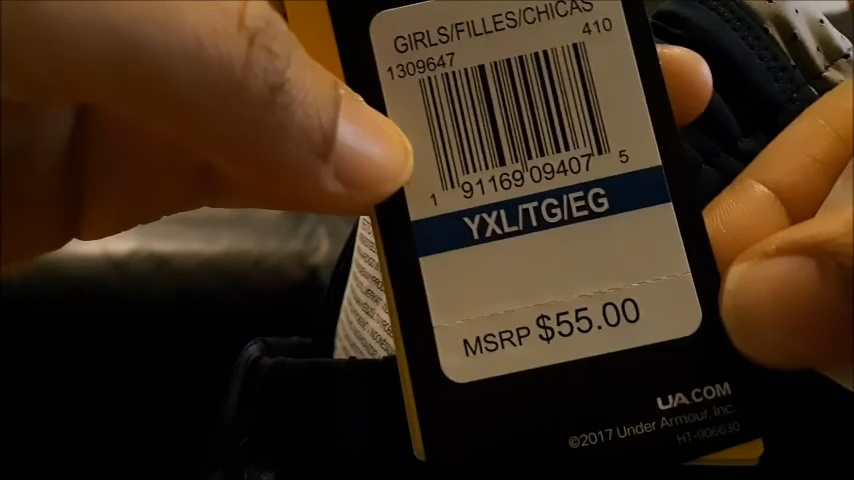 GIRLS/FILLES/CHICAS
1309647 410
1 91169 09407 5
YXL/TG/EG
MSRP $55.00
UA.COM
©2017 Under Armour, Inc.
HT-906630